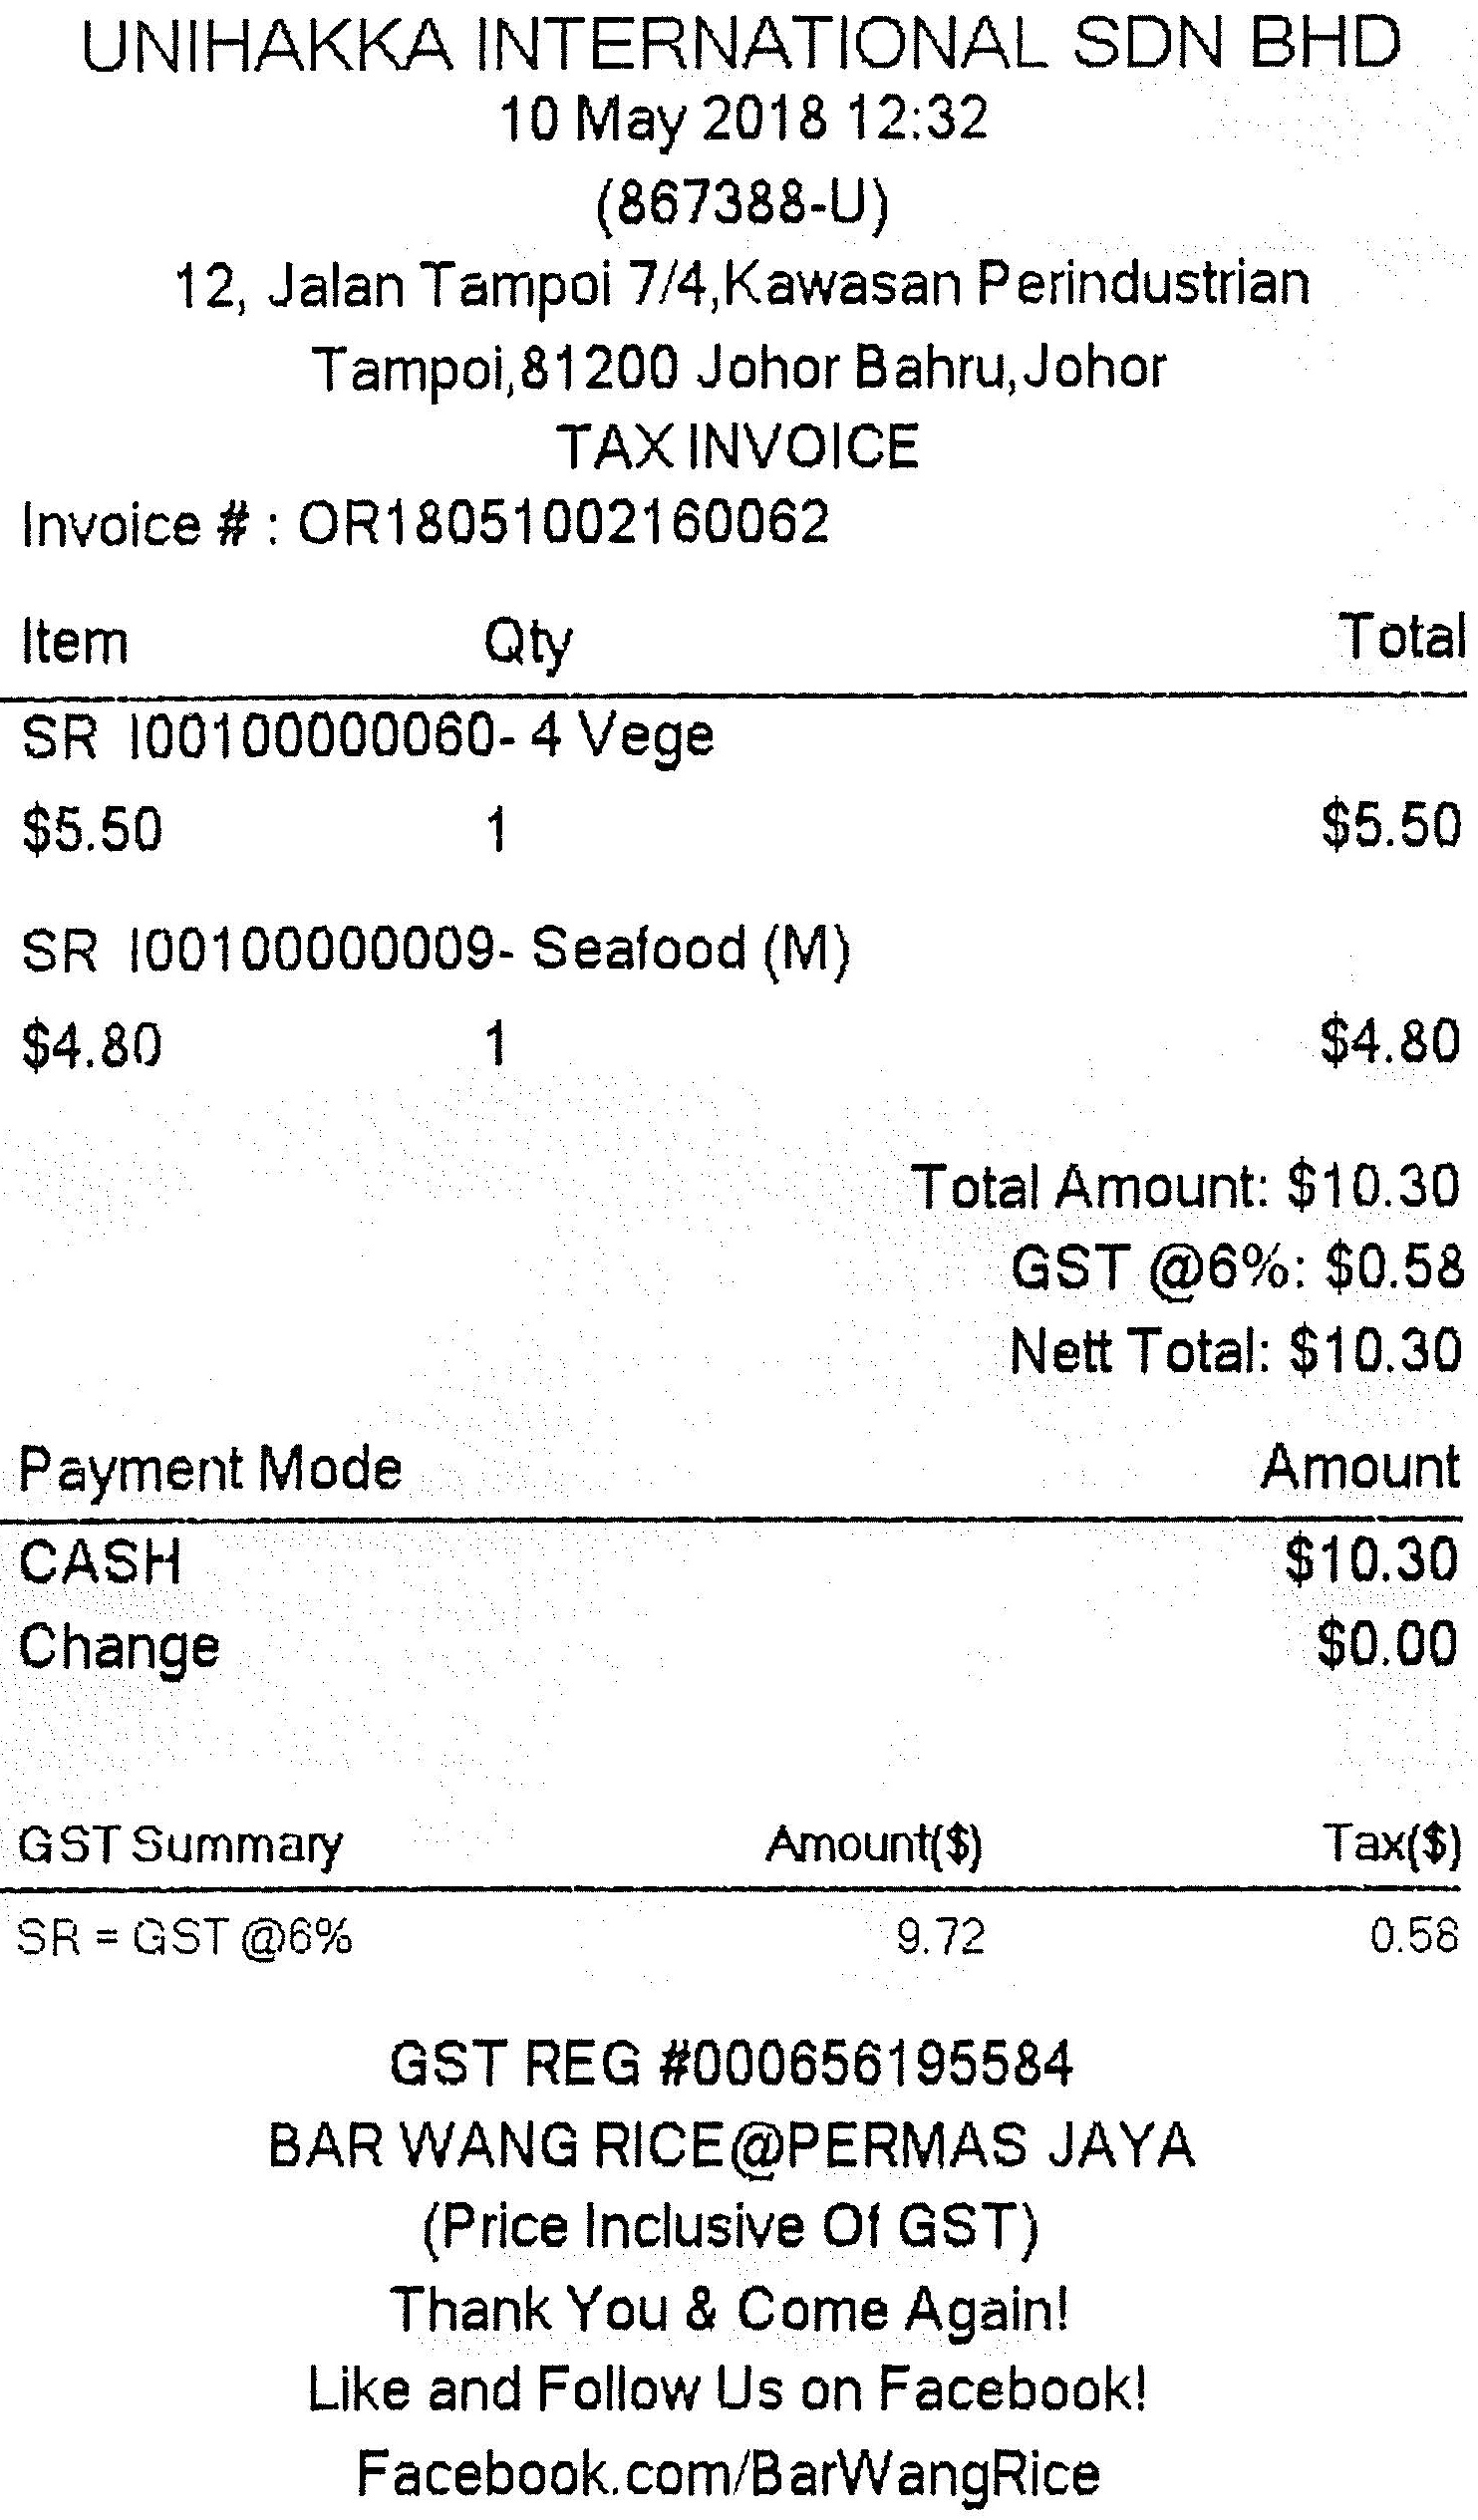 UNIHAKKA INTERNATIONAL SDN BHD
10 May 2018 12:32
(867388-U)
12, Jalan Tampoi 7/4,Kawasan Perindustrian
Tampoi,81200 Johor Bahru,Johor
TAX INVOICE
Invoice # : OR18051002160062
Item Qty Total
SR I00100000060- 4 Vege
$5.50 1 $5.50
SR I00100000009- Seafood (M)
$4.80 1 $4.80
Total Amount: $10.30
GST @6%: $0.58
Nett Total: $10.30
Payment Mode Amount
CASH $10.30
Change $0.00
GST Summary Amount($) Tax($)
SR = GST @6% 9.72 0.58
GST REG #000656195584
BAR WANG RICE@PERMAS JAYA
(Price Inclusive Of GST)
Thank You & Come Again!
Like and Follow Us on Facebook!
Facebook.com/BarWangRice